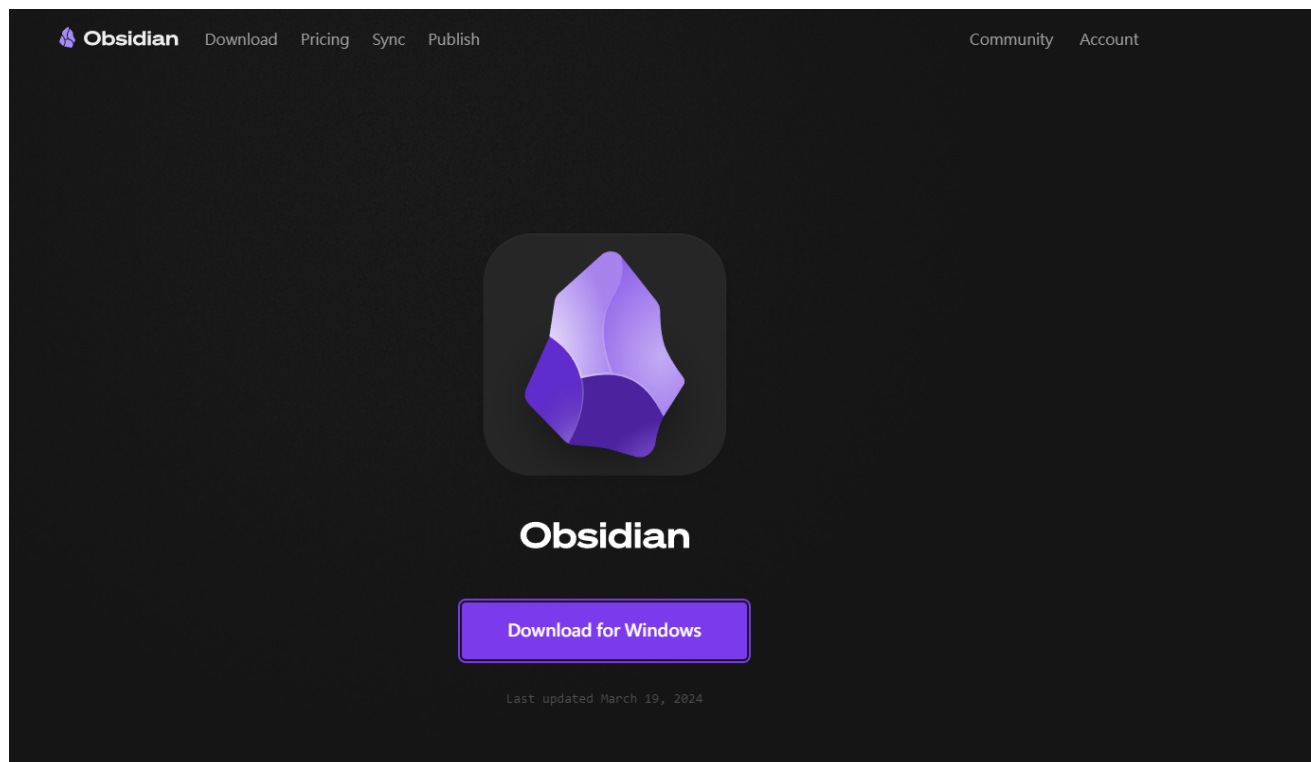 Obsidian Download Pricing Sync Publish Community Account
Obsidian
Download for Windows
Last updated March 19, 2024